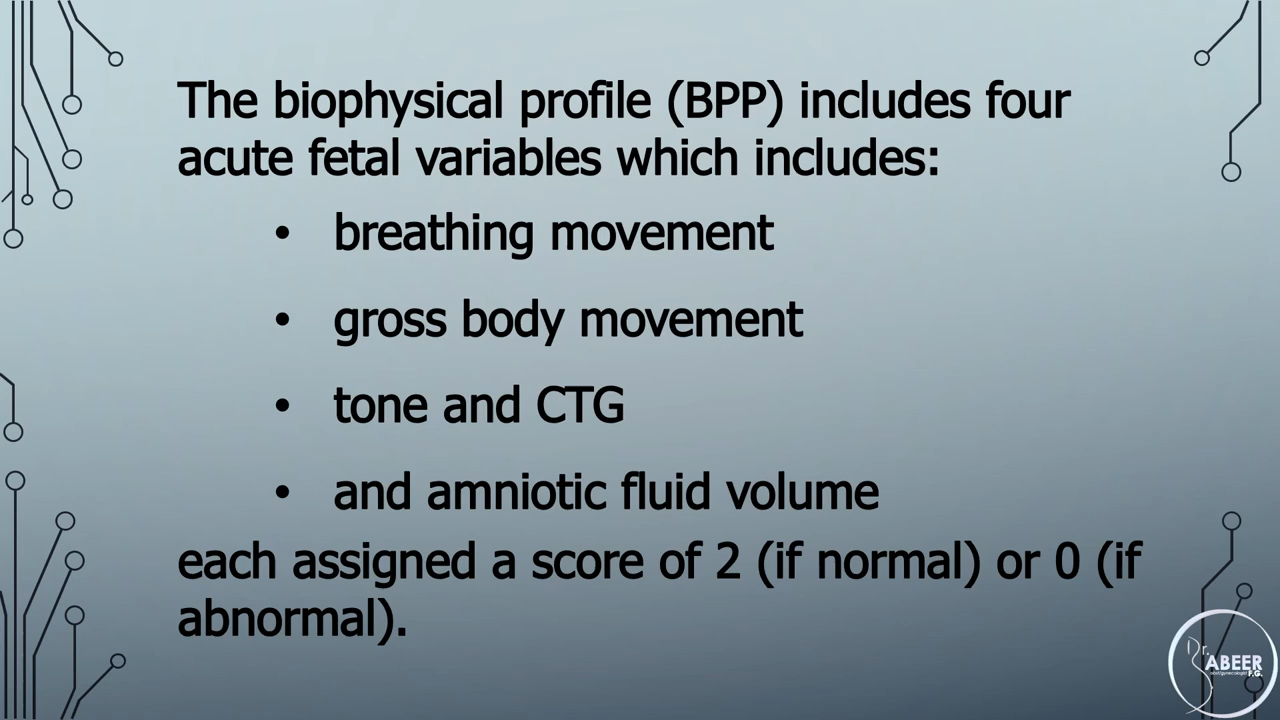 The biophysical profile (BPP) includes four
acute fetal variables which includes:
• breathing movement
• gross body movement
• tone and CTG
• and amniotic fluid volume
each assigned a score of 2 (if normal) or 0 (if
abnormal).
Dr.
ABEER
F.G.